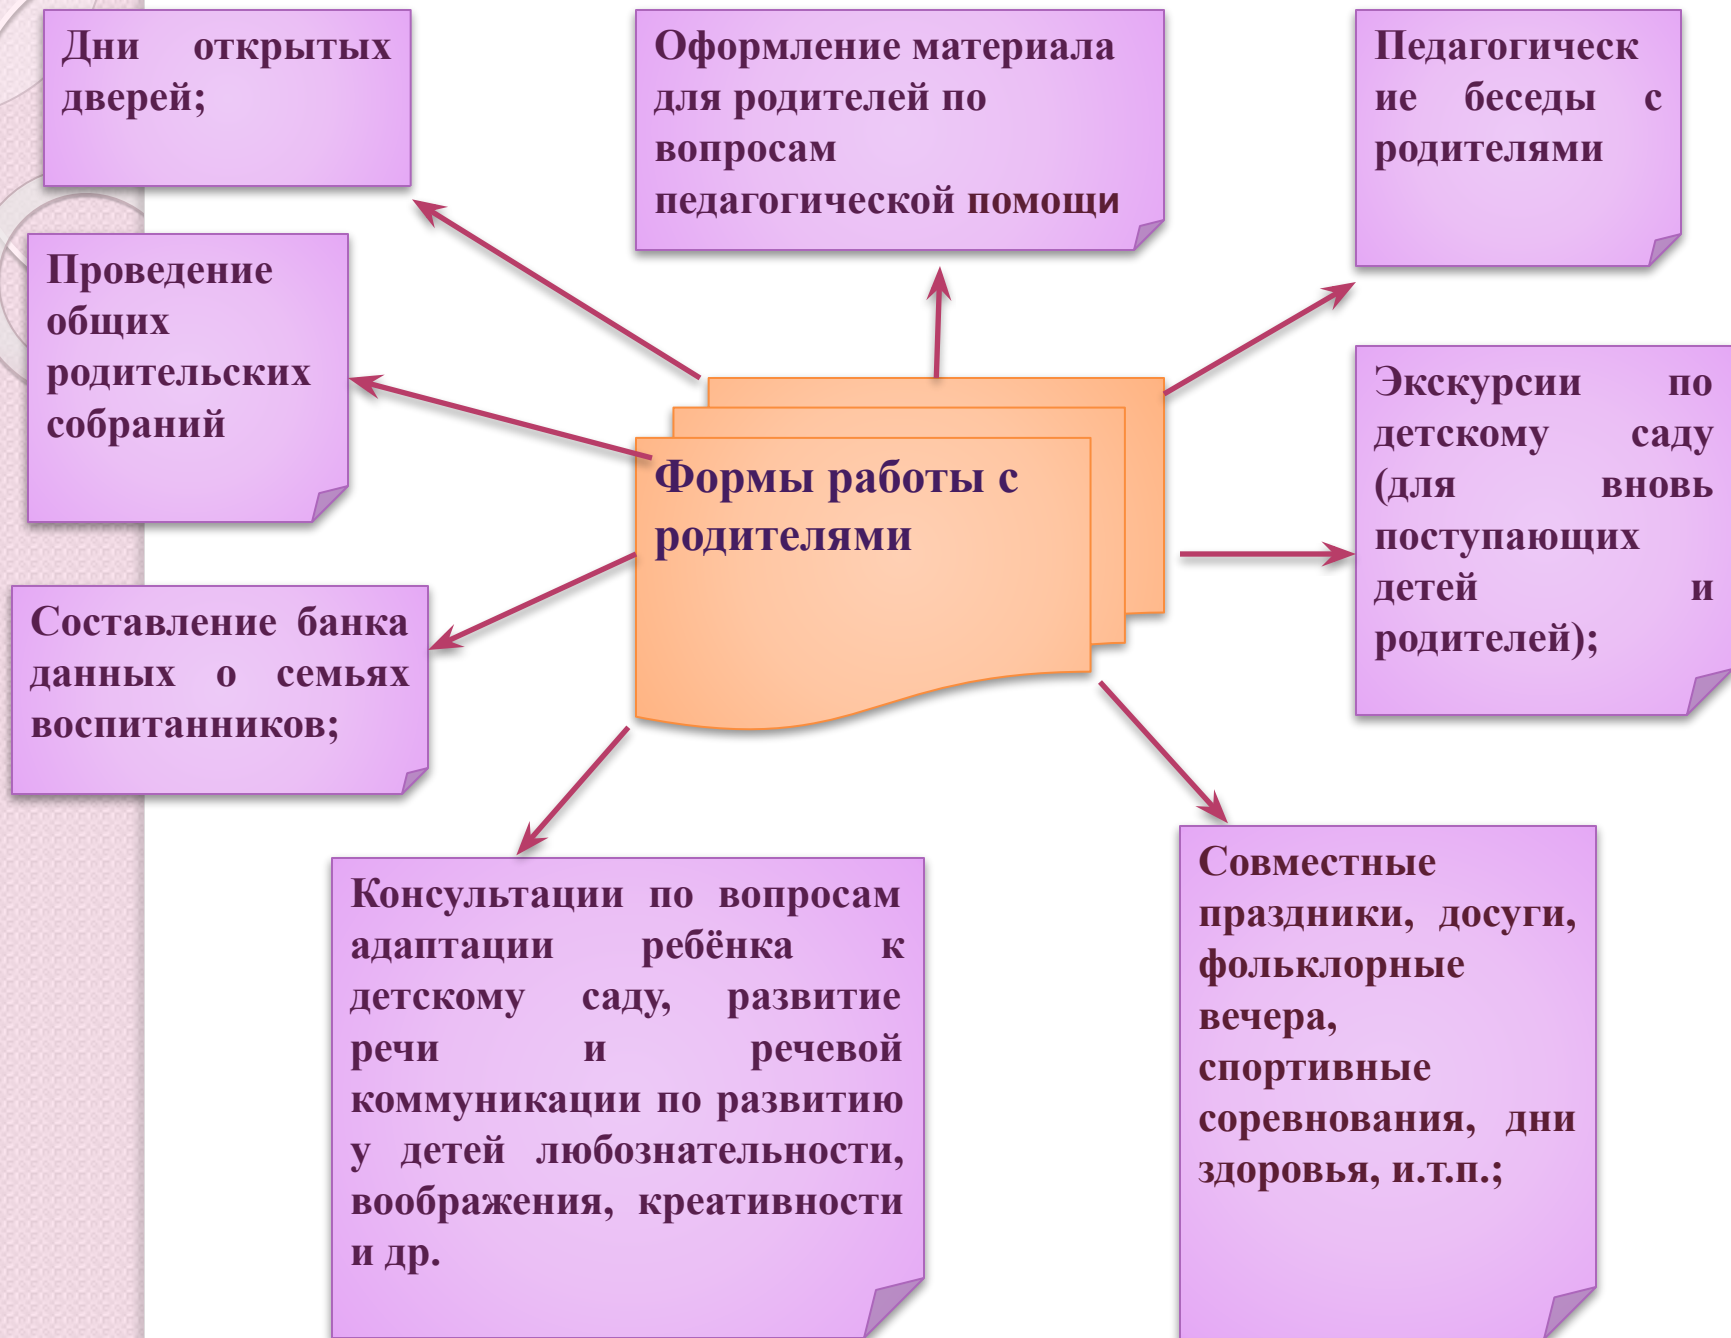 Дни открытых
дверей;
Оформление материала
для родителей по
вопросам
педагогической помощи
Педагогическ
ие беседы с
родителями
Проведение
общих
родительских
собраний
Экскурсии по
детскому саду
(для вновь
поступающих
детей и
родителей);
Формы работы с
родителями
Составление банка
данных о семьях
воспитанников;
Консультации по вопросам
адаптации ребёнка к
детскому саду, развитие
речи и речевой
коммуникации по развитию
у детей любознательности,
воображения, креативности
и др.
Совместные
праздники, досуги,
фольклорные
вечера,
спортивные
соревнования, дни
здоровья, и.т.п.;